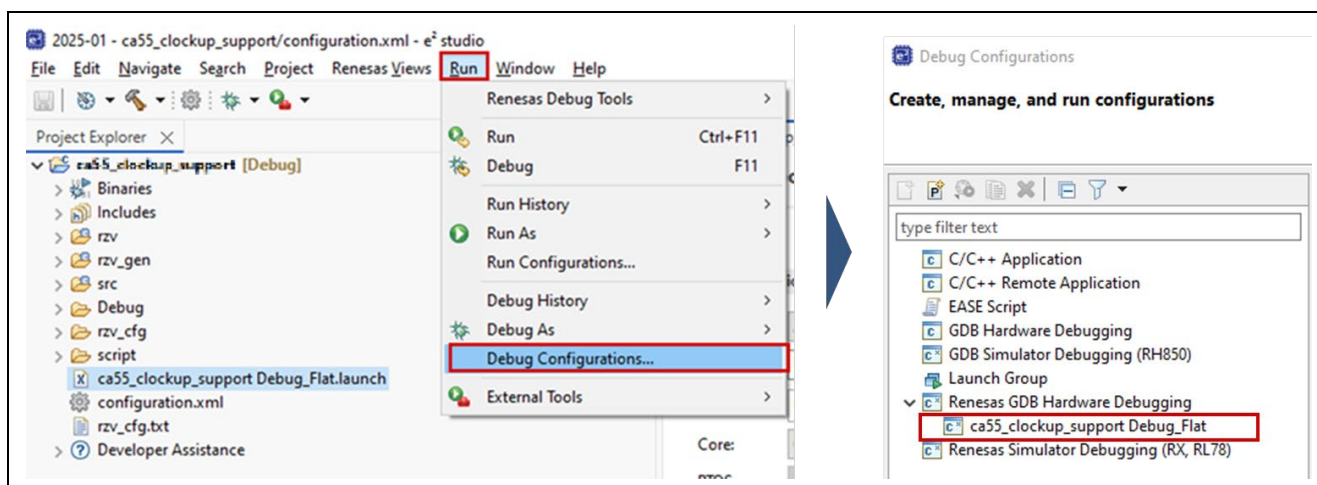 2025-01 - ca55_clockup_support/configuration.xml - e² studio
File Edit Navigate Search Project Renesas Views Run Window Help
Project Explorer
ca55_clockup_support [Debug]
Binaries
Includes
rzv
rzv_gen
src
Debug
rzv_cfg
script
ca55_clockup_support Debug_Flat.launch
configuration.xml
rzv_cfg.txt
Developer Assistance
Renesas Debug Tools
Run Ctrl+F11
Debug F11
Run History
Run As
Run Configurations...
Debug History
Debug As
Debug Configurations...
External Tools
Core:
Debug Configurations
Create, manage, and run configurations
type filter text
C/C++ Application
C/C++ Remote Application
EASE Script
GDB Hardware Debugging
GDB Simulator Debugging (RH850)
Launch Group
Renesas GDB Hardware Debugging
ca55_clockup_support Debug_Flat
Renesas Simulator Debugging (RX, RL78)